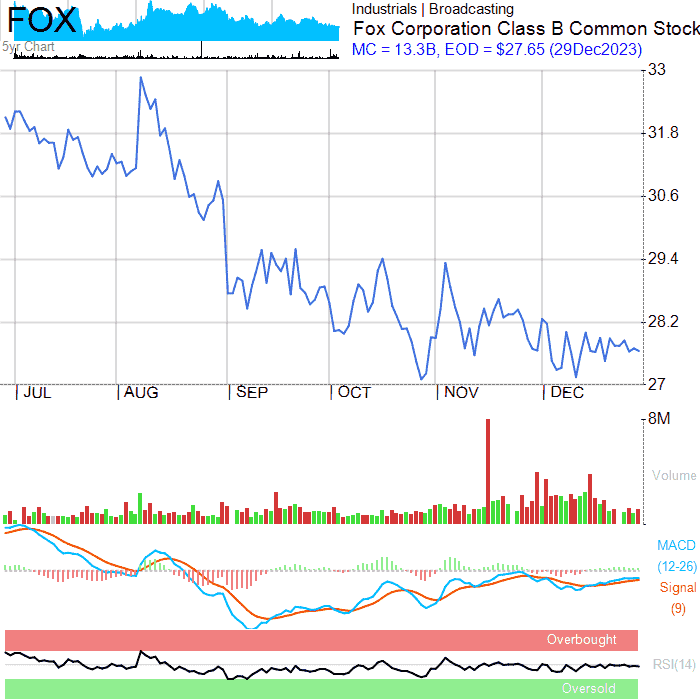 FOX
5yr Chart
Industrials | Broadcasting
Fox Corporation Class B Common Stock
MC = 13.3B, EOD = $27.65 (29Dec2023)
33
31.8
30.6
29.4
28.2
27
JUL AUG SEP OCT NOV DEC
8M
Volume
MACD
(12-26)
Signal
(9)
Overbought
RSI(14)
Oversold